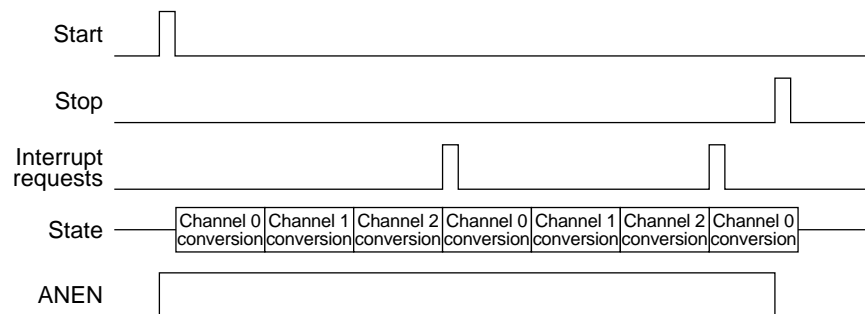 Start
Stop
Interrupt
requests
State
Channel 0
conversion
Channel 1
conversion
Channel 2
conversion
Channel 0
conversion
Channel 1
conversion
Channel 2
conversion
Channel 0
conversion
ANEN